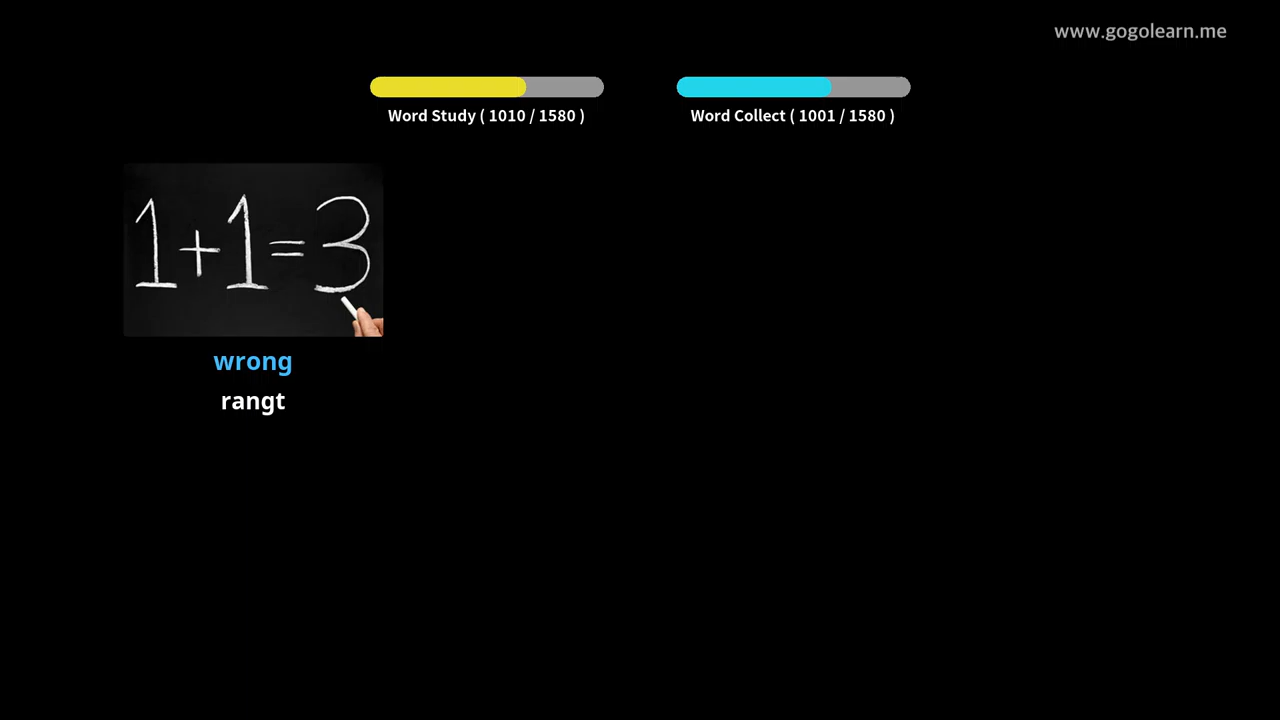 www.gogolearn.me
Word Study ( 1010 / 1580 )
Word Collect ( 1001 / 1580 )
1+1=3
wrong
rangt